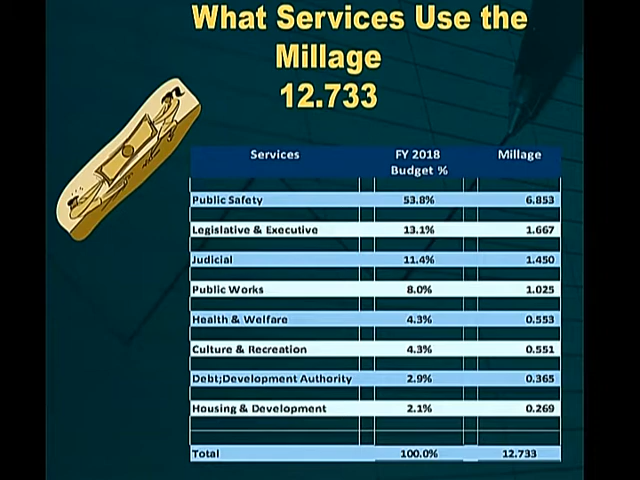 What Services Use the
Millage
12.733
Services FY 2018 Millage
Budget %
Public Safety 53.8% 6.853
Legislative & Executive 13.1% 1.667
Judicial 11.4% 1.450
Public Works 8.0% 1.025
Health & Welfare 4.3% 0.553
Culture & Recreation 4.3% 0.551
Debt;Development Authority 2.9% 0.365
Housing & Development 2.1% 0.269
Total 100.0% 12.733